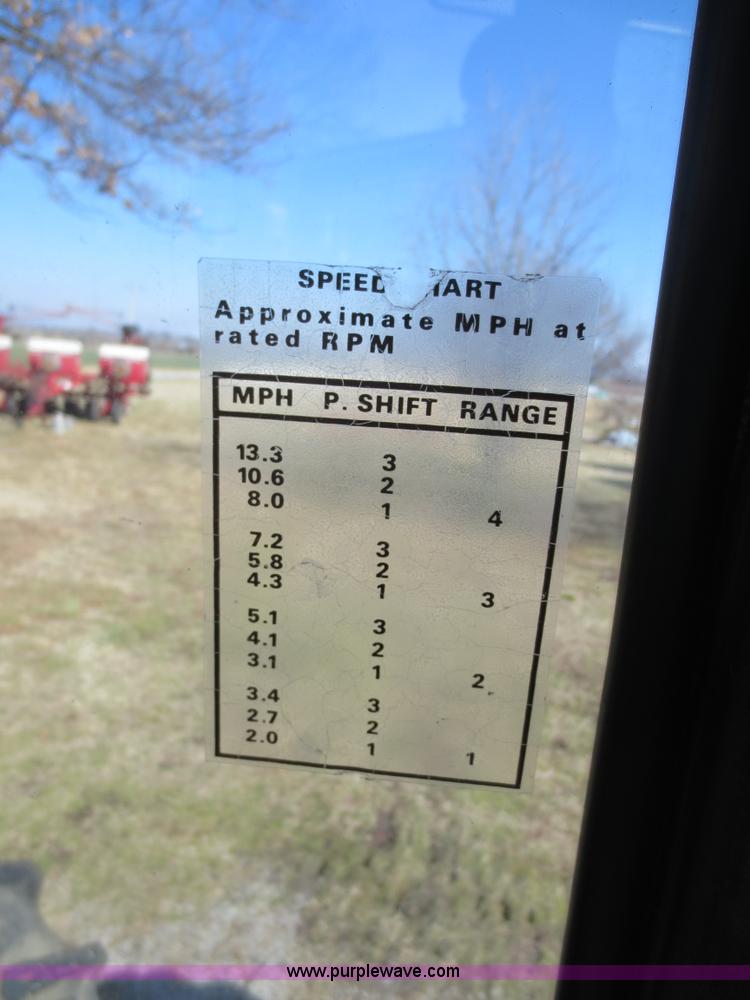 SPEED HART
Approximate MPH at
rated RPM
MPH P. SHIFT RANGE
13.3 3
10.6 2
8.0 1 4
7.2 3
5.8 2
4.3 1 3
5.1 3
4.1 2
3.1 1 2
3.4 3
2.7 2
2.0 1 1
www.purplewave.com